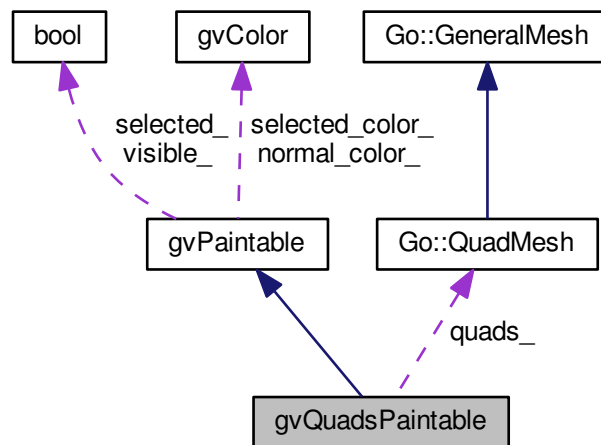 bool
gvColor
Go::GeneralMesh
selected_
visible_
selected_color_
normal_color_
gvPaintable
Go::QuadMesh
quads_
gvQuadsPaintable